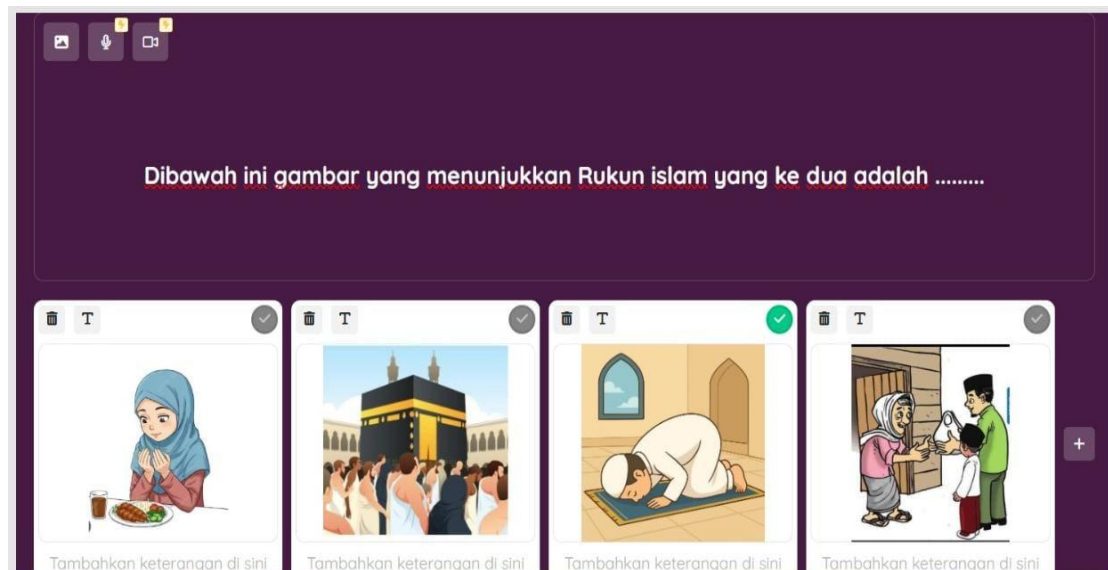 Dibawah ini gambar yang menunjukkan Rukun islam yang ke dua adalah .........
T
T
T
T
+
Tambahkan keterangan di sini
Tambahkan keterangan di sini
Tambahkan keterangan di sini
Tambahkan keterangan di sini